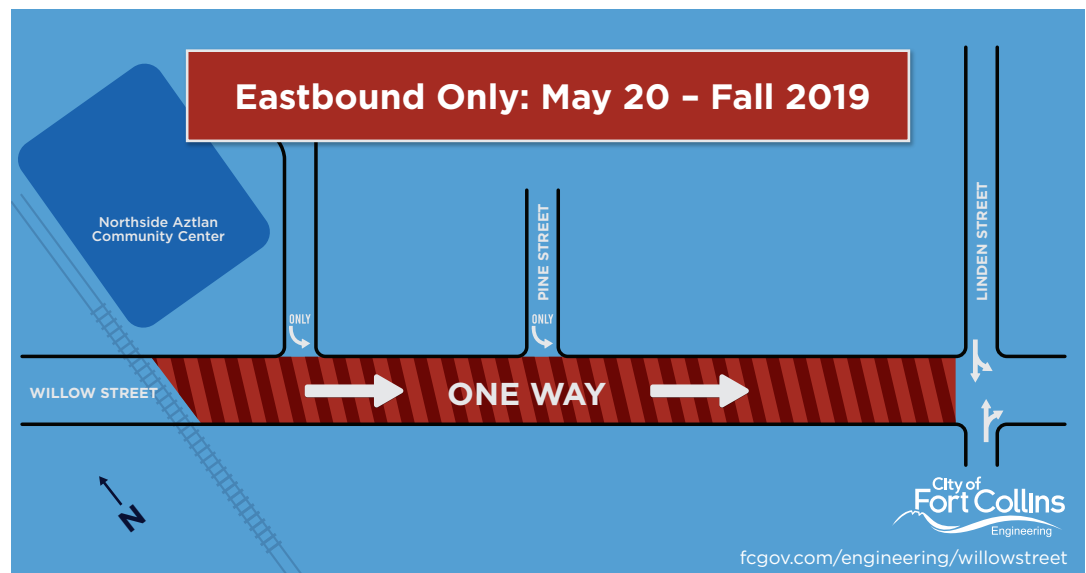 Eastbound Only: May 20 – Fall 2019
Northside Aztlan
Community Center
PINE STREET
LINDEN STREET
ONLY
ONLY
WILLOW STREET
ONE WAY
N
City of
Fort Collins
Engineering
fcgov.com/engineering/willowstreet